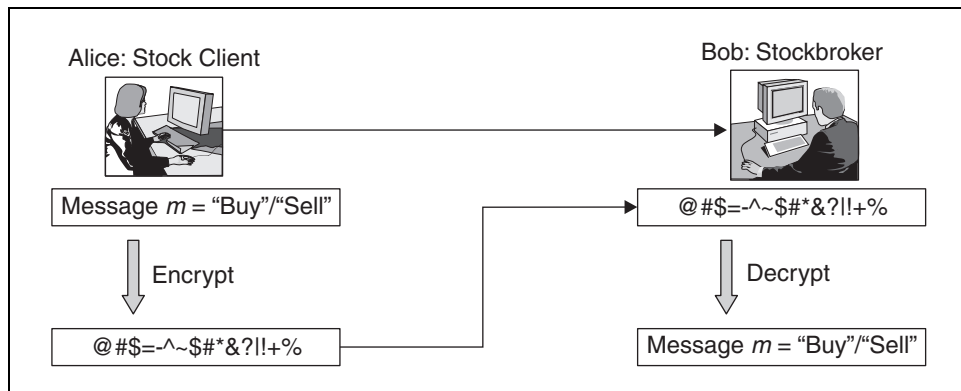 Alice: Stock Client
Bob: Stockbroker
Message m = “Buy”/“Sell”
@#$=-^~$#*&?|!+%
Encrypt
Decrypt
@#$=-^~$#*&?|!+%
Message m = “Buy”/“Sell”